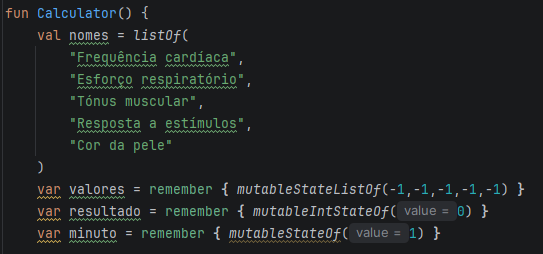 fun Calculator() {
val nomes = listOf(
"Frequência cardíaca",
"Esforço respiratório",
"Tónus muscular",
"Resposta a estímulos",
"Cor da pele"
)
var valores = remember { mutableStateListOf(-1,-1,-1,-1,-1) }
var resultado = remember { mutableIntStateOf( value = 0) }
var minuto = remember { mutableStateOf( value = 1) }